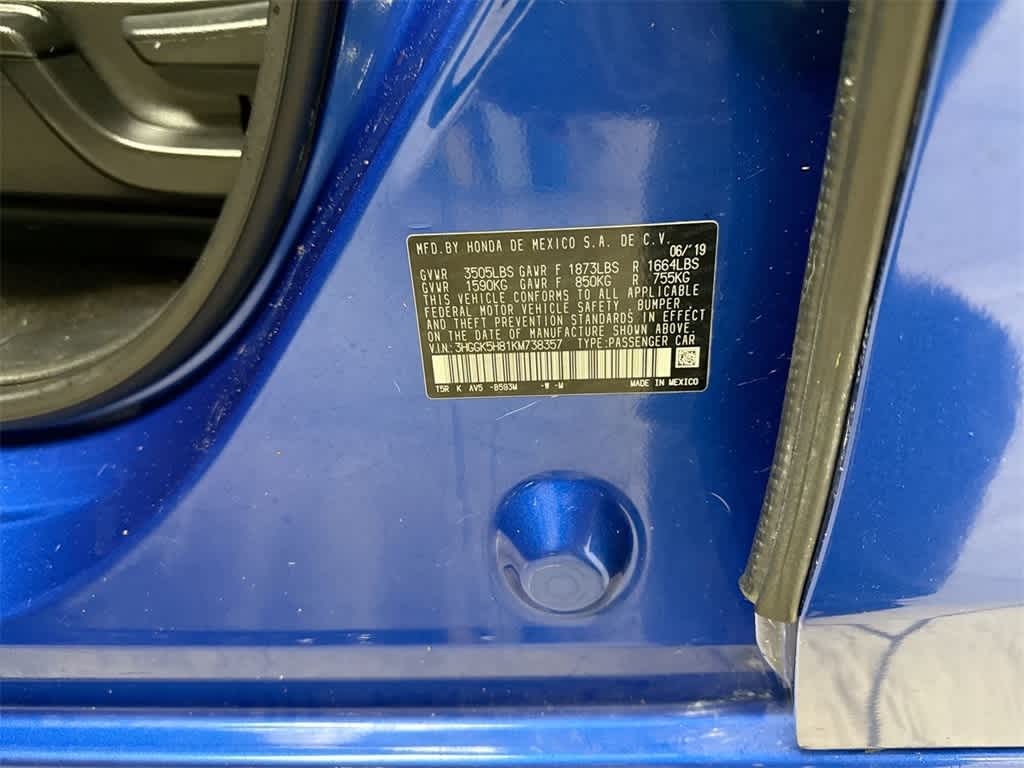 MFD. BY HONDA DE MEXICO S.A. DE C.V.
06/'19
GVWR 3505LBS GAWR F 1873LBS R 1664LBS
GVWR 1590KG GAWR F 850KG R 755KG
THIS VEHICLE CONFORMS TO ALL APPLICABLE
FEDERAL MOTOR VEHICLE SAFETY, BUMPER,
AND THEFT PREVENTION STANDARDS IN EFFECT
ON THE DATE OF MANUFACTURE SHOWN ABOVE.
V.I.N.:3HGGK5H81KM738357 TYPE:PASSENGER CAR
T5R K AV5 -B593M -W -M MADE IN MEXICO